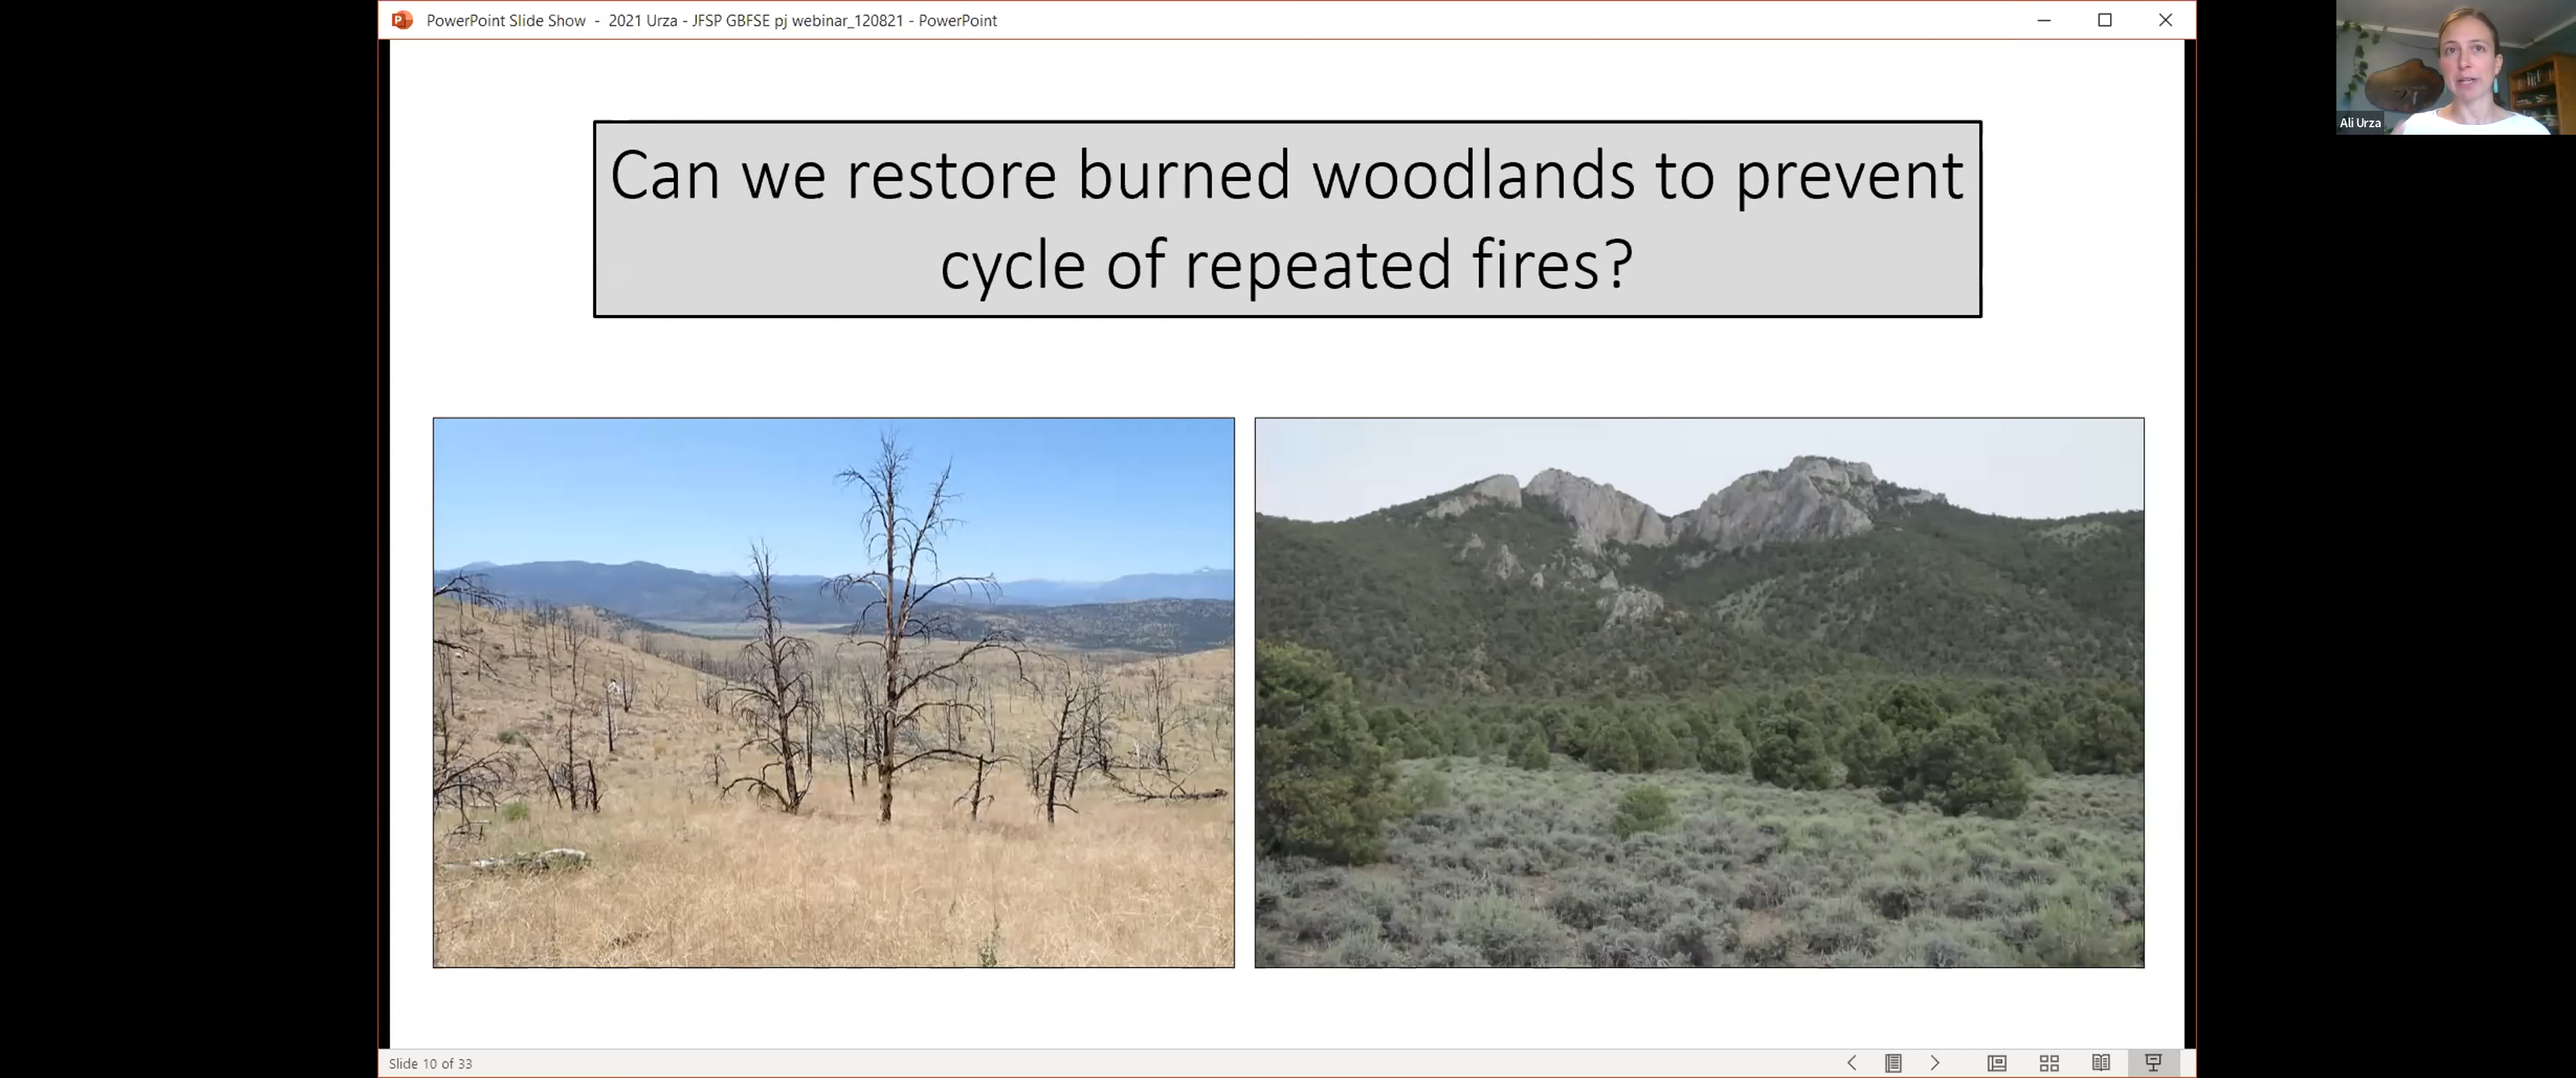 PowerPoint Slide Show - 2021 Urza - JFSP GBFSE pj webinar_120821 - PowerPoint
Ali Urza
Can we restore burned woodlands to prevent
cycle of repeated fires?
Slide 10 of 33